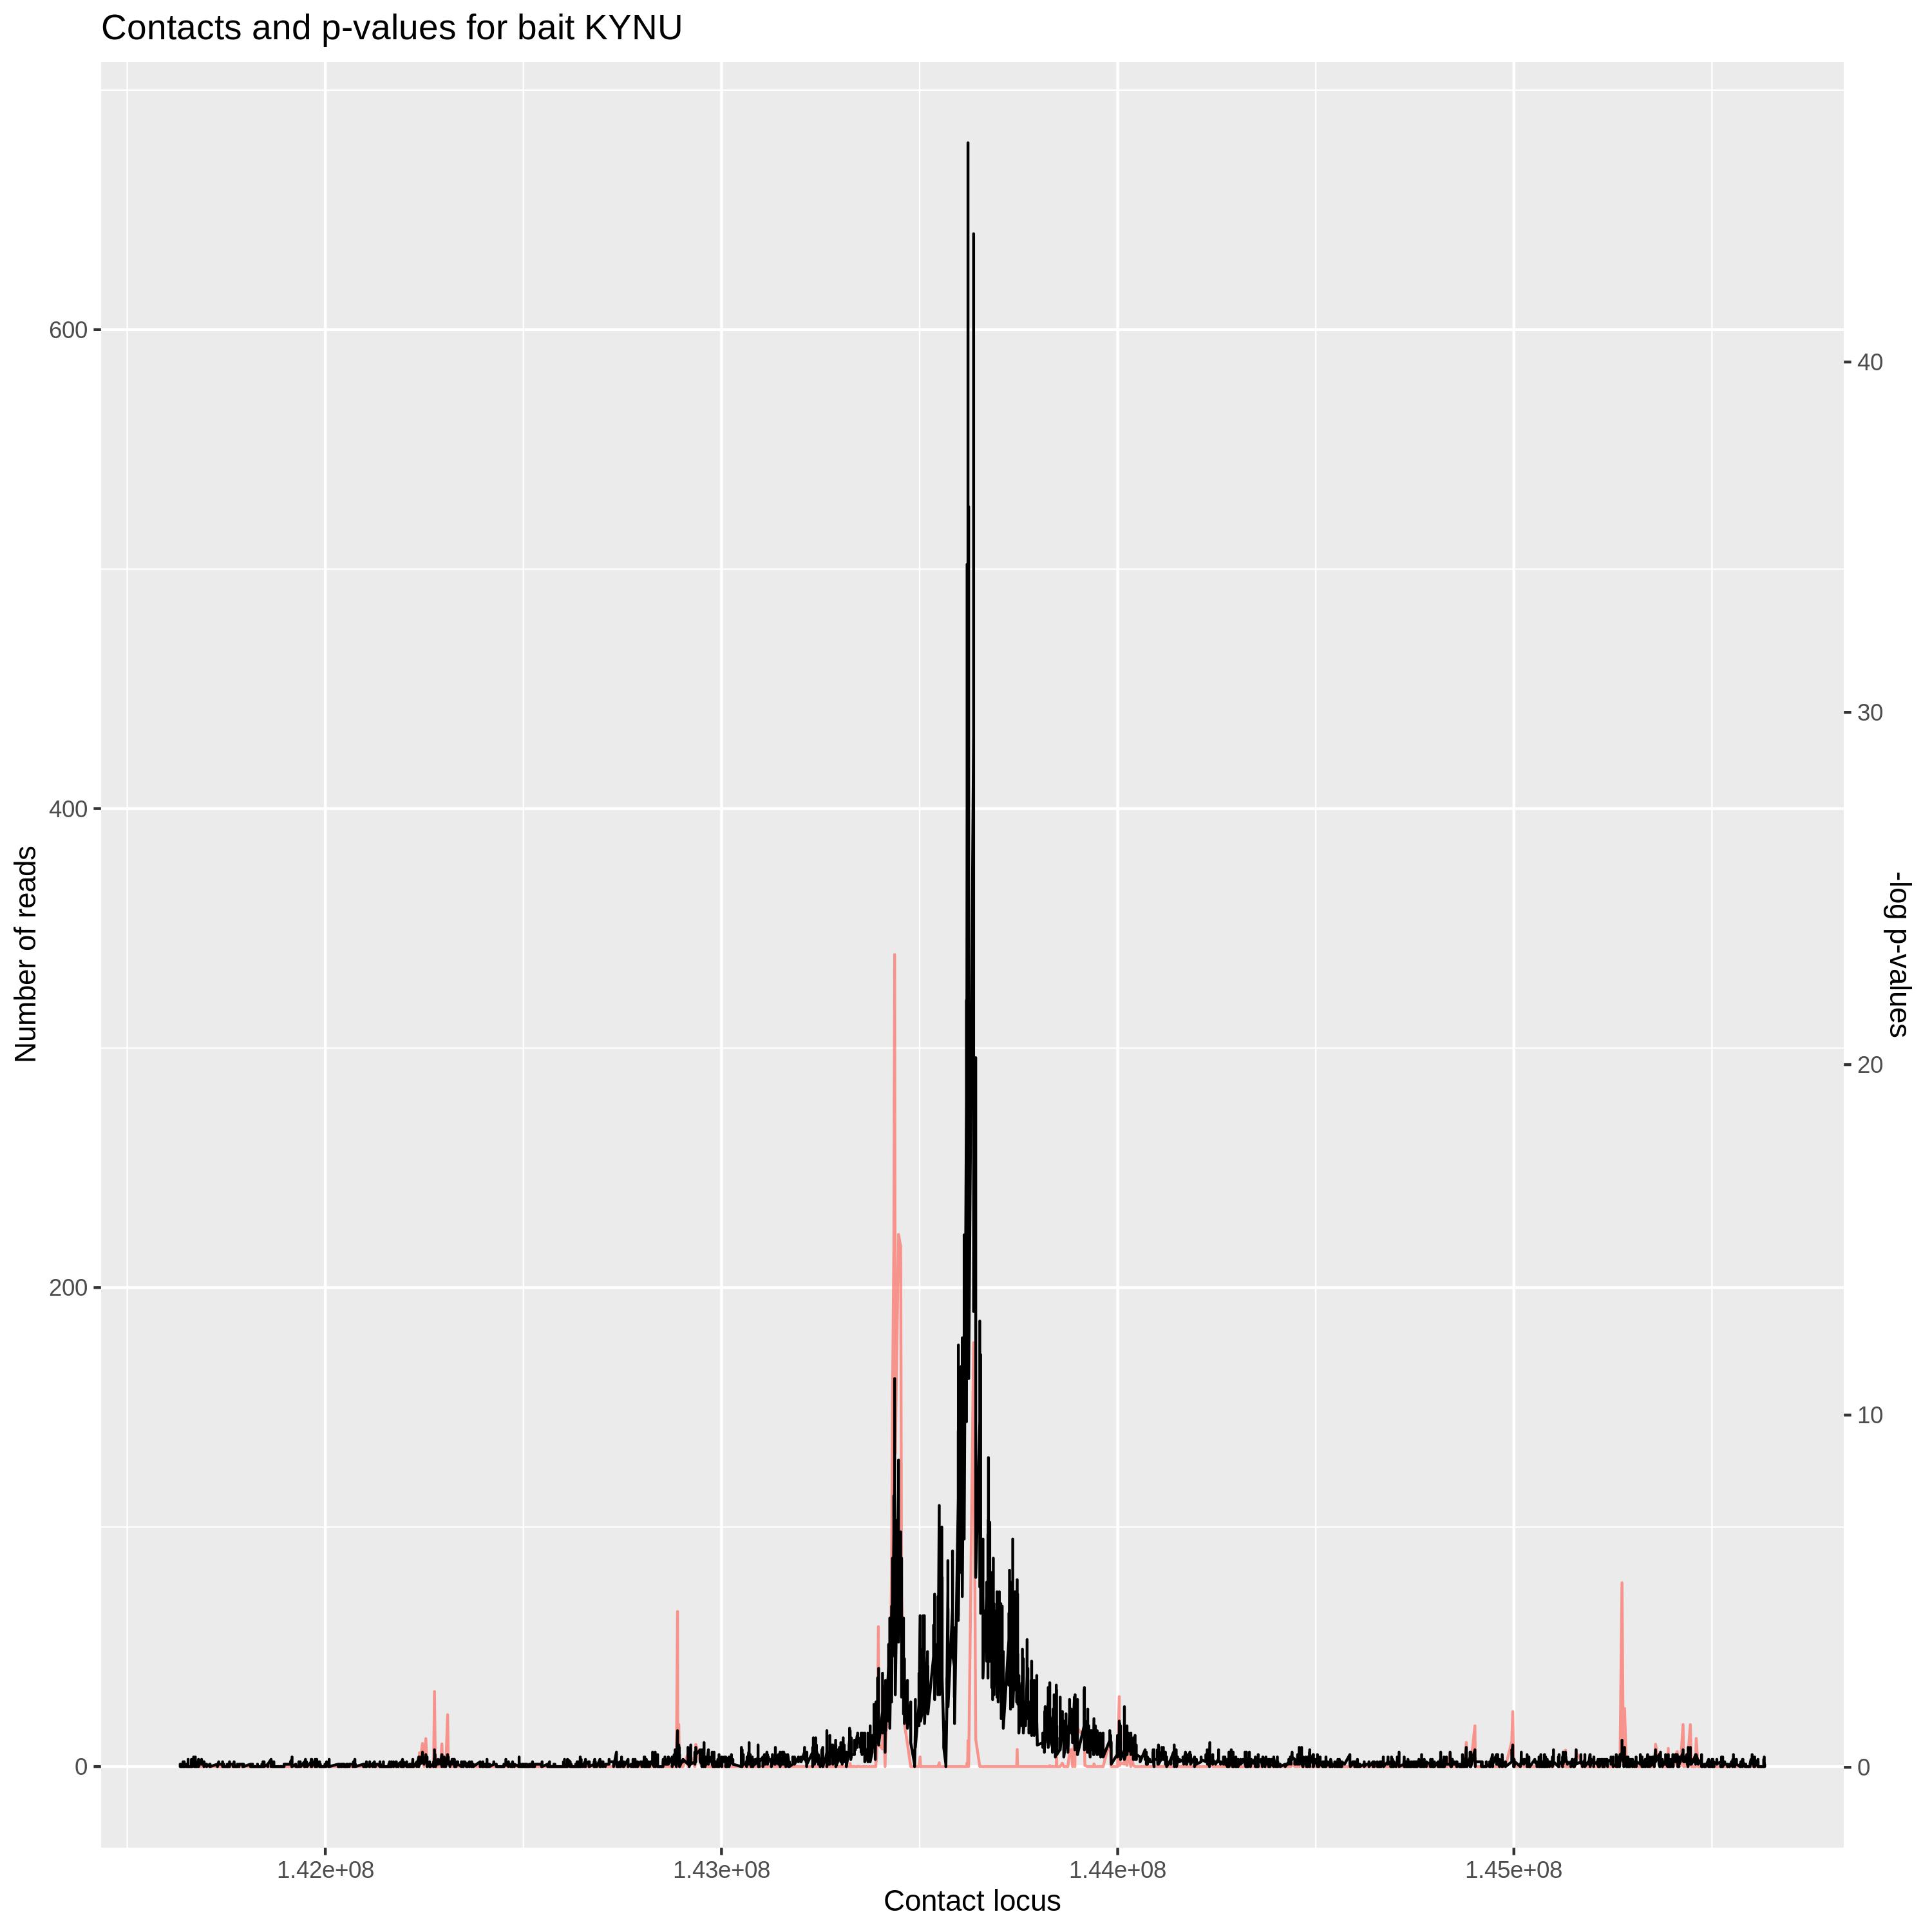 Contacts and p-values for bait KYNU
600
400
200
0
Number of reads
40
30
20
10
0
-log p-values
1.42e+08
1.43e+08
1.44e+08
1.45e+08
Contact locus